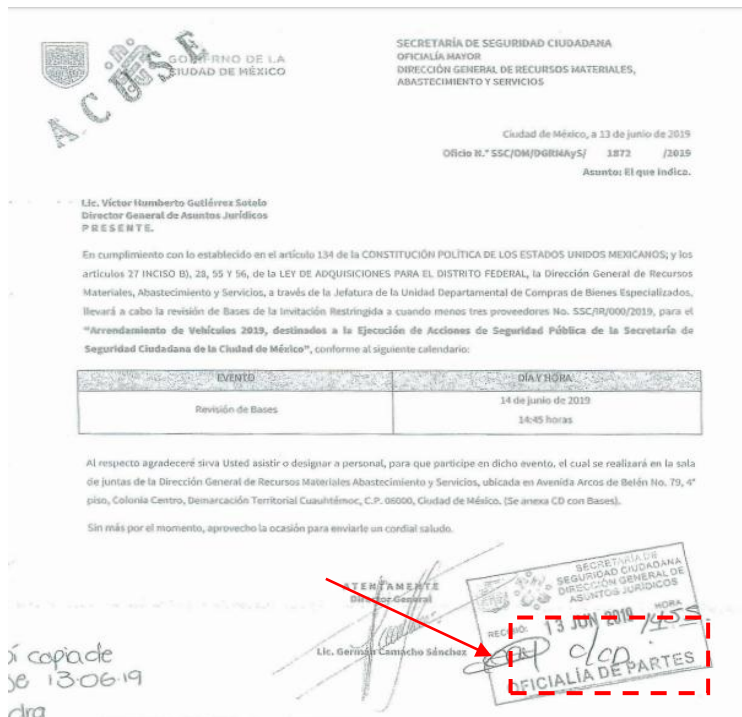 ACUSE
GOBIERNO DE LA
CIUDAD DE MÉXICO
SECRETARÍA DE SEGURIDAD CIUDADANA
OFICIALÍA MAYOR
DIRECCIÓN GENERAL DE RECURSOS MATERIALES,
ABASTECIMIENTO Y SERVICIOS
Ciudad de México, a 13 de junio de 2019
Oficio N.° SSC/OM/DGRMAyS/ 1872 /2019
Asunto: El que Indica.
Lic. Víctor Humberto Gutiérrez Sotelo
Director General de Asuntos Jurídicos
P R E S E N T E.
En cumplimiento con lo establecido en el artículo 134 de la CONSTITUCIÓN POLÍTICA DE LOS ESTADOS UNIDOS MEXICANOS; y los
artículos 27 INCISO B), 28, 55 Y 56, de la LEY DE ADQUISICIONES PARA EL DISTRITO FEDERAL, la Dirección General de Recursos
Materiales, Abastecimiento y Servicios, a través de la Jefatura de la Unidad Departamental de Compras de Bienes Especializados,
llevará a cabo la revisión de Bases de la Invitación Restringida a cuando menos tres proveedores No. SSC/IR/000/2019, para el
"Arrendamiento de Vehículos 2019, destinados a la Ejecución de Acciones de Seguridad Pública de la Secretaría de
Seguridad Ciudadana de la Ciudad de México", conforme al siguiente calendario:
EVENTO DÍA Y HORA
Revisión de Bases 14 de junio de 2019
14:45 horas
Al respecto agradeceré sirva Usted asistir o designar a personal, para que participe en dicho evento, el cual se realizará en la sala
de juntas de la Dirección General de Recursos Materiales Abastecimiento y Servicios, ubicada en Avenida Arcos de Belén No. 79, 4°
piso, Colonia Centro, Demarcación Territorial Cuauhtémoc, C.P. 06000, Ciudad de México. (Se anexa CD con Bases).
Sin más por el momento, aprovecho la ocasión para enviarle un cordial saludo.
A T E N T A M E N T E
Director General
Lic. Germán Camacho Sánchez
SECRETARÍA DE
SEGURIDAD CIUDADANA
DIRECCIÓN GENERAL DE
ASUNTOS JURÍDICOS
RECIBIÓ: 13 JUN 2019 HORA 1455
c/CD
OFICIALÍA DE PARTES
í copia de
13·06·19
dra